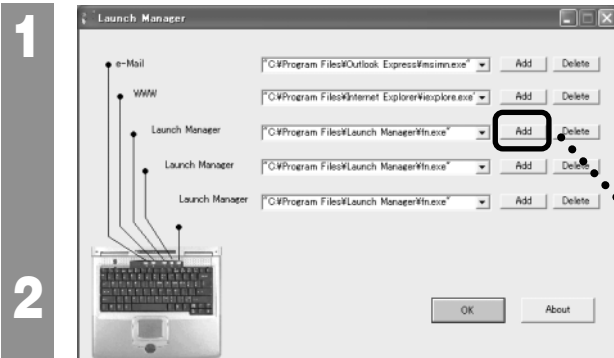 1
Launch Manager
e-Mail "C:¥Program Files¥Outlook Express¥msimn.exe" Add Delete
WWW "C:¥Program Files¥Internet Explorer¥iexplore.exe" Add Delete
Launch Manager "C:¥Program Files¥Launch Manager¥fn.exe" Add Delete
Launch Manager "C:¥Program Files¥Launch Manager¥fn.exe" Add Delete
Launch Manager "C:¥Program Files¥Launch Manager¥fn.exe" Add Delete
2
OK About